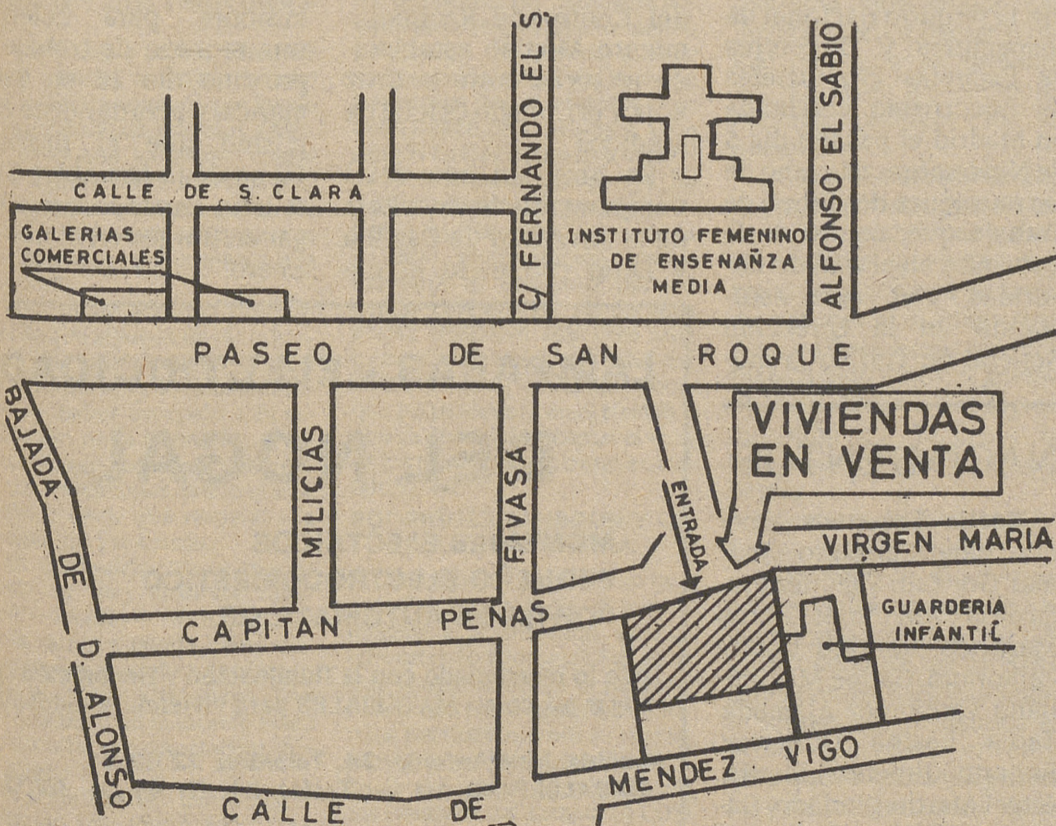 C/ FERNANDO EL S.
ALFONSO EL SABIO
CALLE DE S. CLARA
GALERIAS
COMERCIALES
INSTITUTO FEMENINO
DE ENSENAÑZA
MEDIA
PASEO DE SAN ROQUE
BAJADA DE D. ALONSO
MILICIAS
FIVASA
ENTRADA
VIVIENDAS
EN VENTA
VIRGEN MARIA
CAPITAN PEÑAS
GUARDERIA
INFANTIL
MENDEZ VIGO
CALLE DE